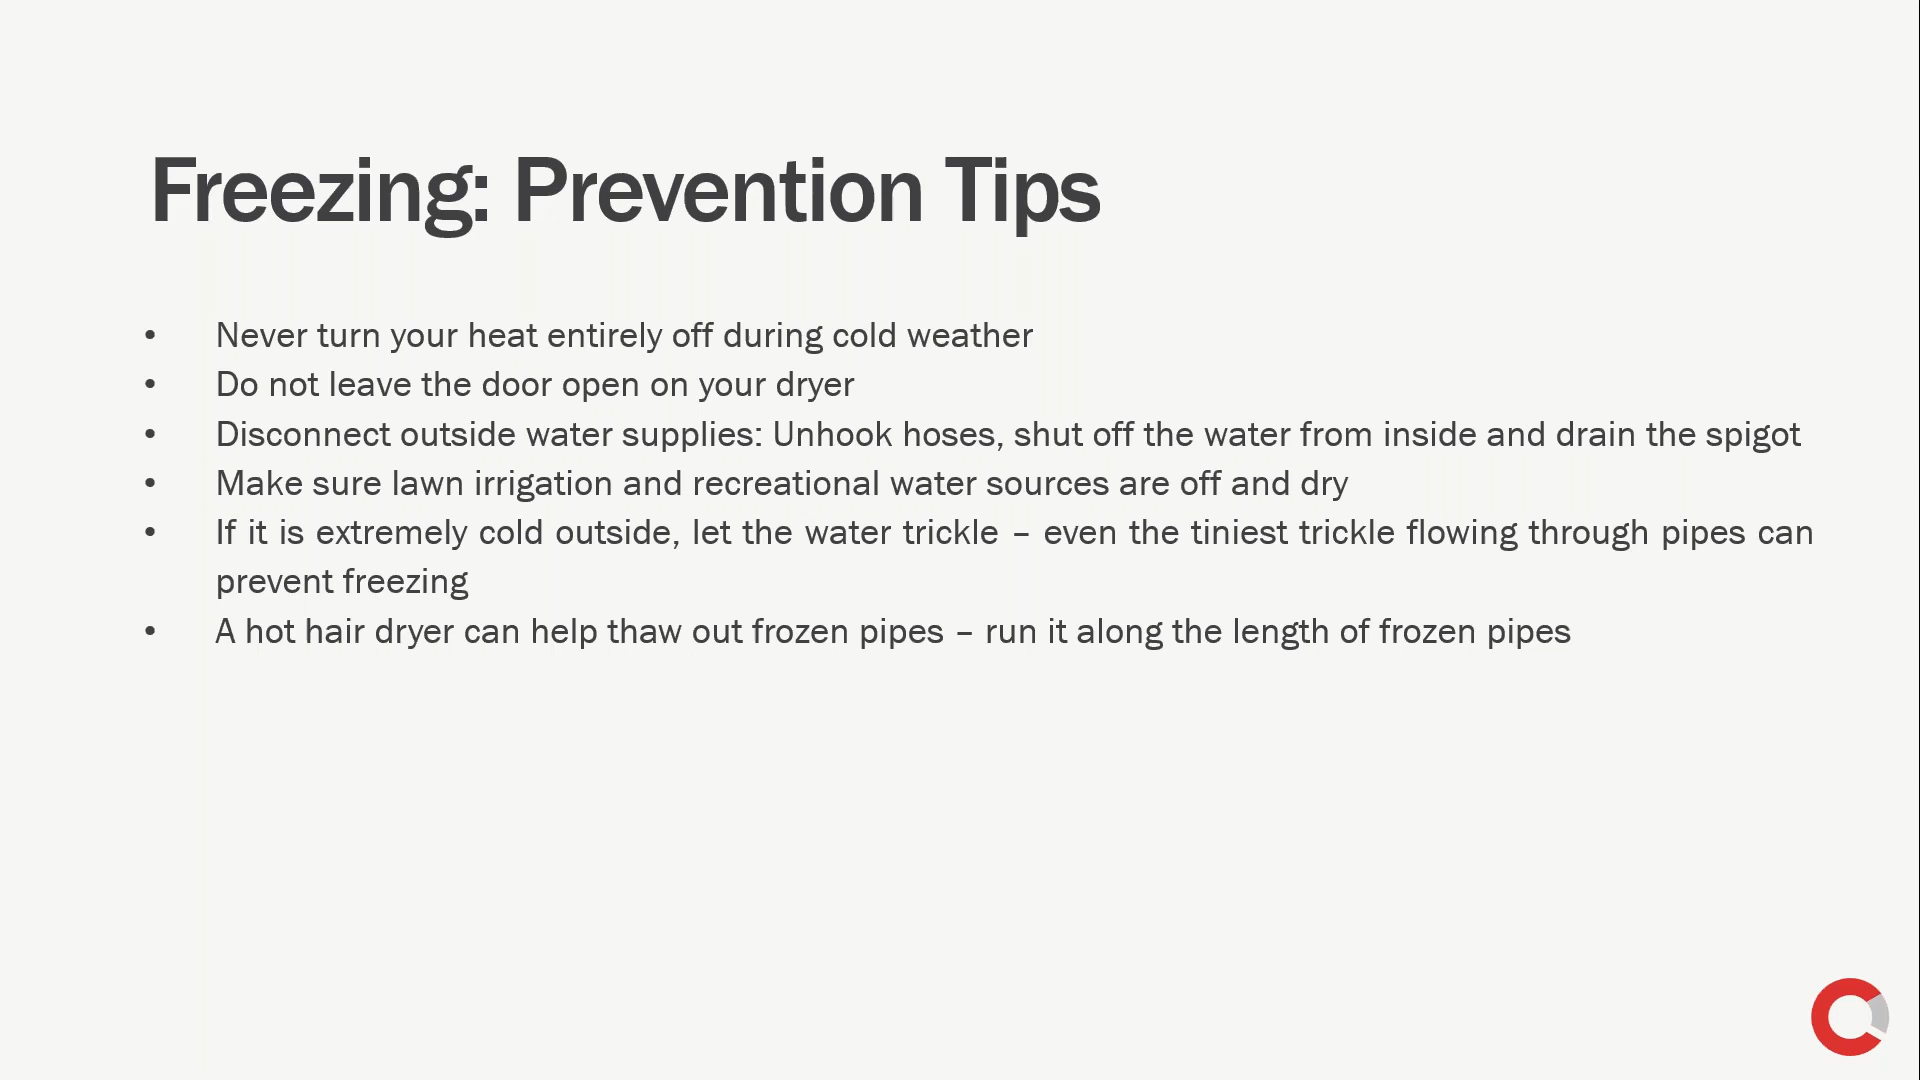 Freezing: Prevention Tips
• Never turn your heat entirely off during cold weather
• Do not leave the door open on your dryer
• Disconnect outside water supplies: Unhook hoses, shut off the water from inside and drain the spigot
• Make sure lawn irrigation and recreational water sources are off and dry
• If it is extremely cold outside, let the water trickle – even the tiniest trickle flowing through pipes can
prevent freezing
• A hot hair dryer can help thaw out frozen pipes – run it along the length of frozen pipes